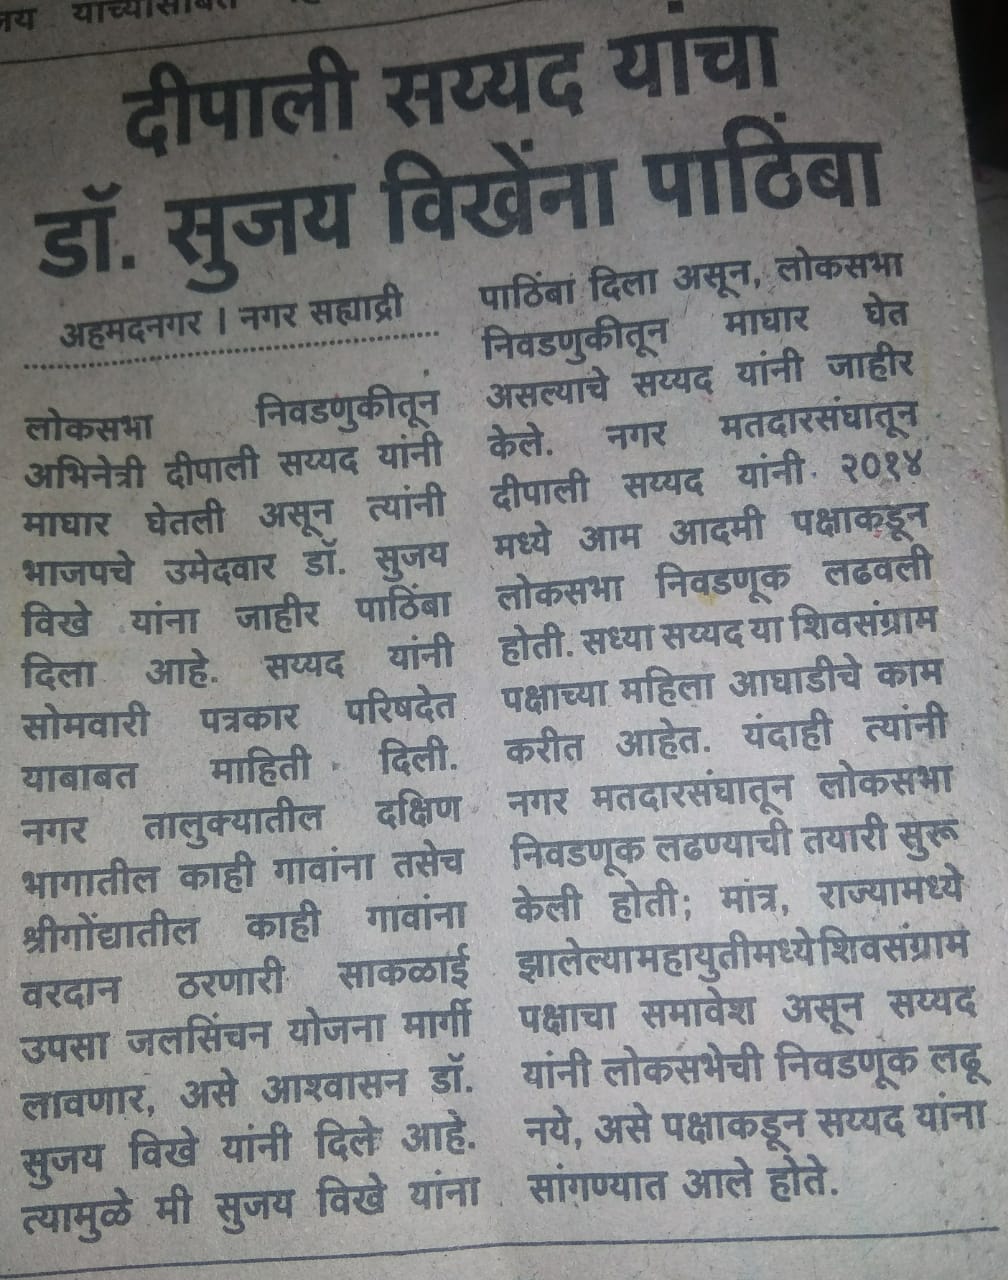 दीपाली सय्यद यांचा
डॉ. सुजय विखेंना पाठिंबा
अहमदनगर । नगर सह्याद्री
लोकसभा निवडणुकीतून
अभिनेत्री दीपाली सय्यद यांनी
माघार घेतली असून त्यांनी
भाजपचे उमेदवार डॉ. सुजय
विखे यांना जाहीर पाठिंबा
दिला आहे. सय्यद यांनी
सोमवारी पत्रकार परिषदेत
याबाबत माहिती दिली.
नगर तालुक्यातील दक्षिण
भागातील काही गावांना तसेच
श्रीगोंद्यातील काही गावांना
वरदान ठरणारी साकळाई
उपसा जलसिंचन योजना मार्गी
लावणार, असे आश्वासन डॉ.
सुजय विखे यांनी दिले आहे.
त्यामुळे मी सुजय विखे यांना
पाठिंबा दिला असून, लोकसभा
निवडणुकीतून माघार घेत
असल्याचे सय्यद यांनी जाहीर
केले. नगर मतदारसंघातून
दीपाली सय्यद यांनी २०१४
मध्ये आम आदमी पक्षाकडून
लोकसभा निवडणूक लढवली
होती. सध्या सय्यद या शिवसंग्राम
पक्षाच्या महिला आघाडीचे काम
करीत आहेत. यंदाही त्यांनी
नगर मतदारसंघातून लोकसभा
निवडणूक लढण्याची तयारी सुरू
केली होती; मात्र, राज्यामध्ये
झालेल्या महायुतीमध्ये शिवसंग्राम
पक्षाचा समावेश असून सय्यद
यांनी लोकसभेची निवडणूक लढू
नये, असे पक्षाकडून सय्यद यांना
सांगण्यात आले होते.